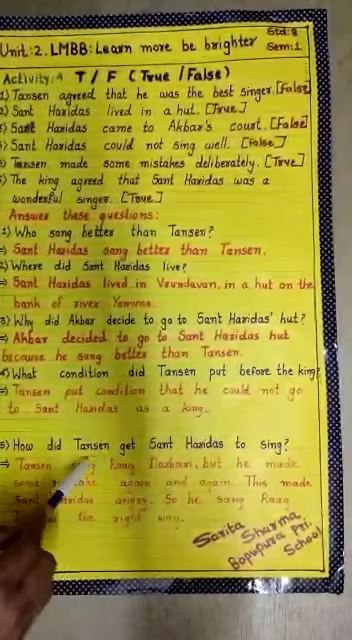 Std:8
Unit:2. LMBB: Learn more be brighter Sem:1
Activity:4 T / F (True / False)
1) Tansen agreed that he was the best singer. [False]
2) Sant Haridas lived in a hut. [True]
3) Sant Haridas came to Akbar's court. [False]
Sant Haridas could not sing well. [False]
Tansen made some mistakes deliberately. [True]
The king agreed that Sant Haridas was a
wonderful singer. [True]
Answer these questions:
1) Who sang better than Tansen?
⇒ Sant Haridas sang better than Tansen.
2) Where did Sant Haridas live?
⇒ Sant Haridas lived in Vrundavan, in a hut on the
bank of river Yamuna.
3) Why did Akbar decide to go to Sant Haridas' hut?
⇒ Akbar decided to go to Sant Haridas hut
because he sang better than Tansen.
4) What condition did Tansen put before the king?
⇒ Tansen put condition that he could not go
to Sant Haridas as a king.
5) How did Tansen get Sant Haridas to sing?
⇒ Tansen Raag Darbari, but he made
some again and again. This made
Sant anger. So he sang Raag
the right way.
Sarita Sharma
Bopupura Pri.
School